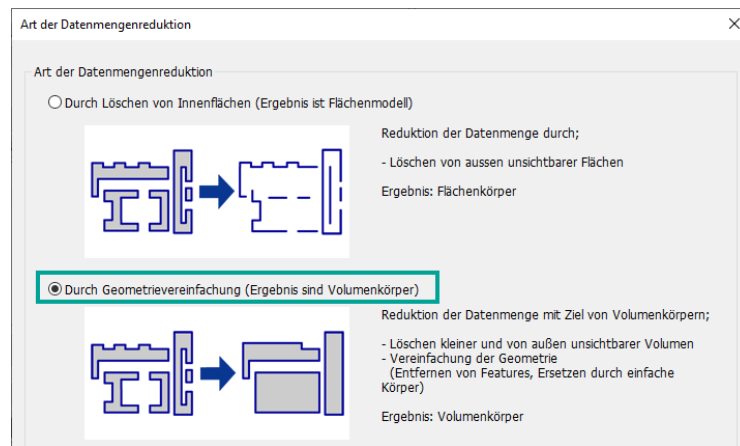 Art der Datenmengenreduktion
Art der Datenmengenreduktion
Durch Löschen von Innenflächen (Ergebnis ist Flächenmodell)
Reduktion der Datenmenge durch;
- Löschen von aussen unsichtbarer Flächen
Ergebnis: Flächenkörper
Durch Geometrievereinfachung (Ergebnis sind Volumenkörper)
Reduktion der Datenmenge mit Ziel von Volumenkörpern;
- Löschen kleiner und von außen unsichtbarer Volumen
- Vereinfachung der Geometrie
(Entfernen von Features, Ersetzen durch einfache
Körper)
Ergebnis: Volumenkörper